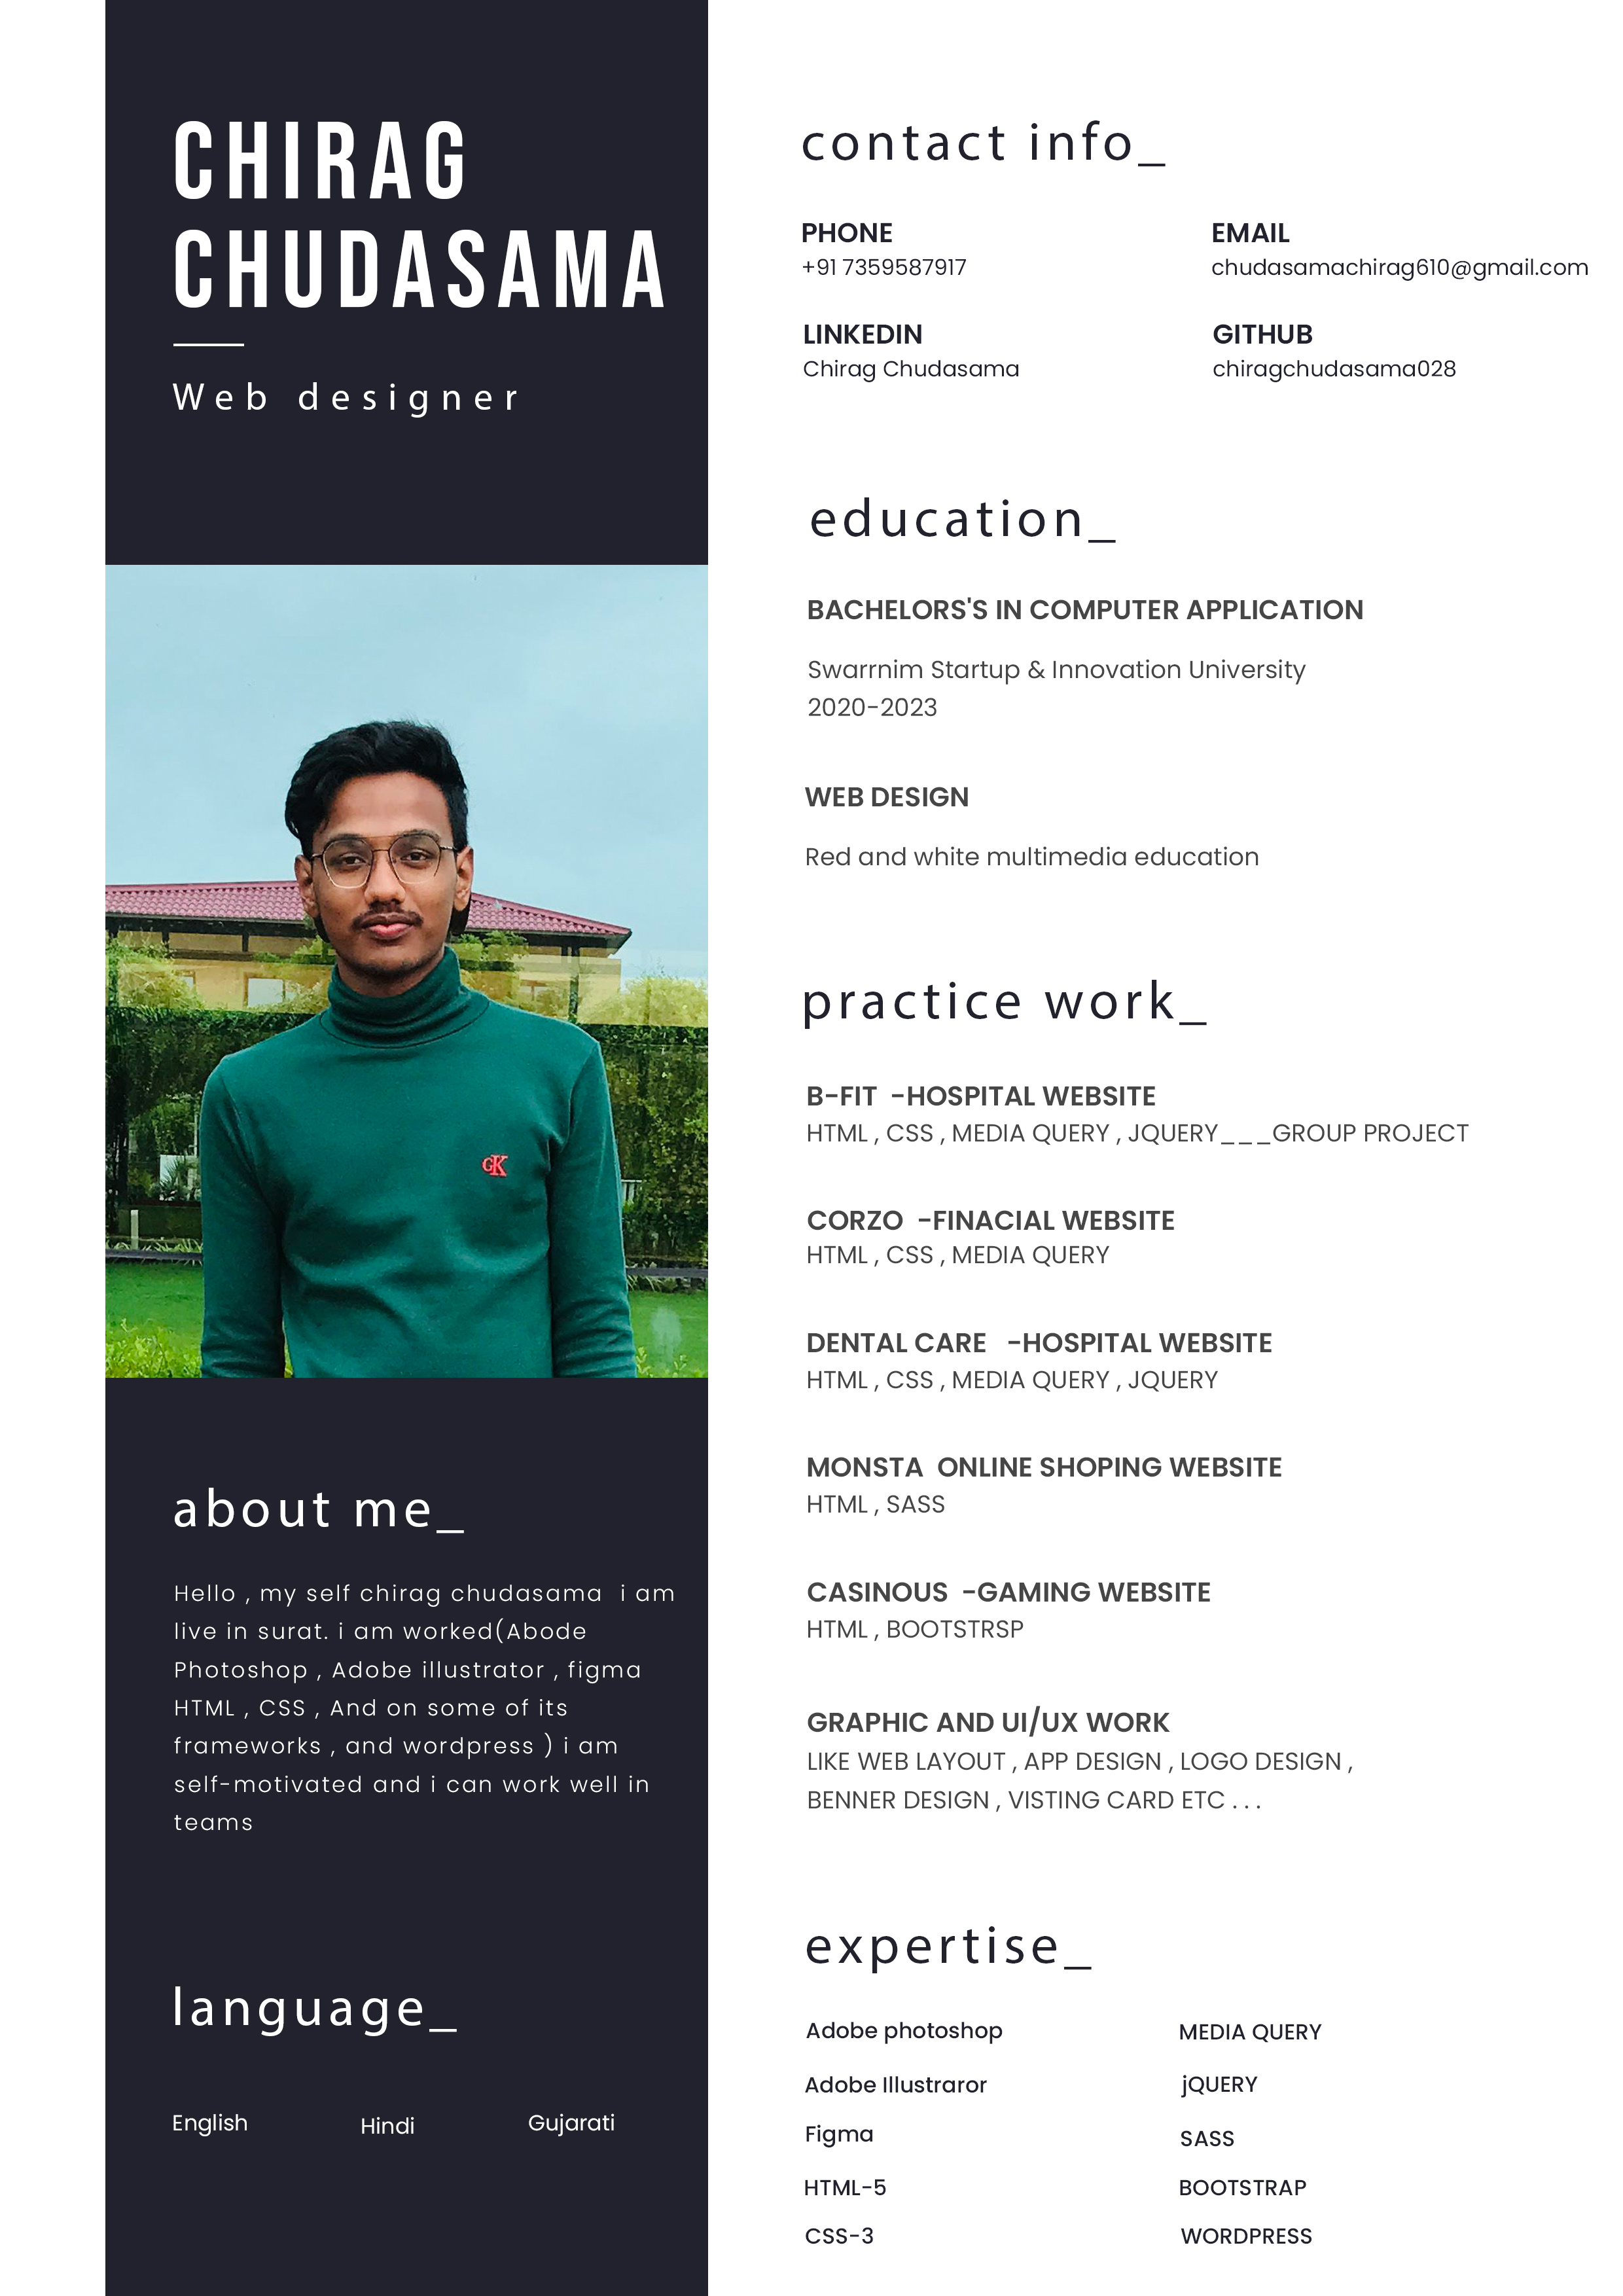 CHIRAG
CHUDASAMA
Web designer
about me_
Hello , my self chirag chudasama  i am
live in surat. i am worked(Abode
Photoshop , Adobe illustrator , figma
HTML , CSS , And on some of its
frameworks , and wordpress ) i am
self-motivated and i can work well in
teams
language_
English Hindi Gujarati
contact info_
PHONE EMAIL
+91 7359587917 chudasamachirag610@gmail.com
LINKEDIN GITHUB
Chirag Chudasama chiragchudasama028
education_
BACHELORS'S IN COMPUTER APPLICATION
Swarrnim Startup & Innovation University
2020-2023
WEB DESIGN
Red and white multimedia education
practice work_
B-FIT  -HOSPITAL WEBSITE
HTML , CSS , MEDIA QUERY , JQUERY___GROUP PROJECT
CORZO  -FINACIAL WEBSITE
HTML , CSS , MEDIA QUERY
DENTAL CARE   -HOSPITAL WEBSITE
HTML , CSS , MEDIA QUERY , JQUERY
MONSTA  ONLINE SHOPING WEBSITE
HTML , SASS
CASINOUS  -GAMING WEBSITE
HTML , BOOTSTRSP
GRAPHIC AND UI/UX WORK
LIKE WEB LAYOUT , APP DESIGN , LOGO DESIGN ,
BENNER DESIGN , VISTING CARD ETC . . .
expertise_
Adobe photoshop MEDIA QUERY
Adobe Illustraror jQUERY
Figma SASS
HTML-5 BOOTSTRAP
CSS-3 WORDPRESS